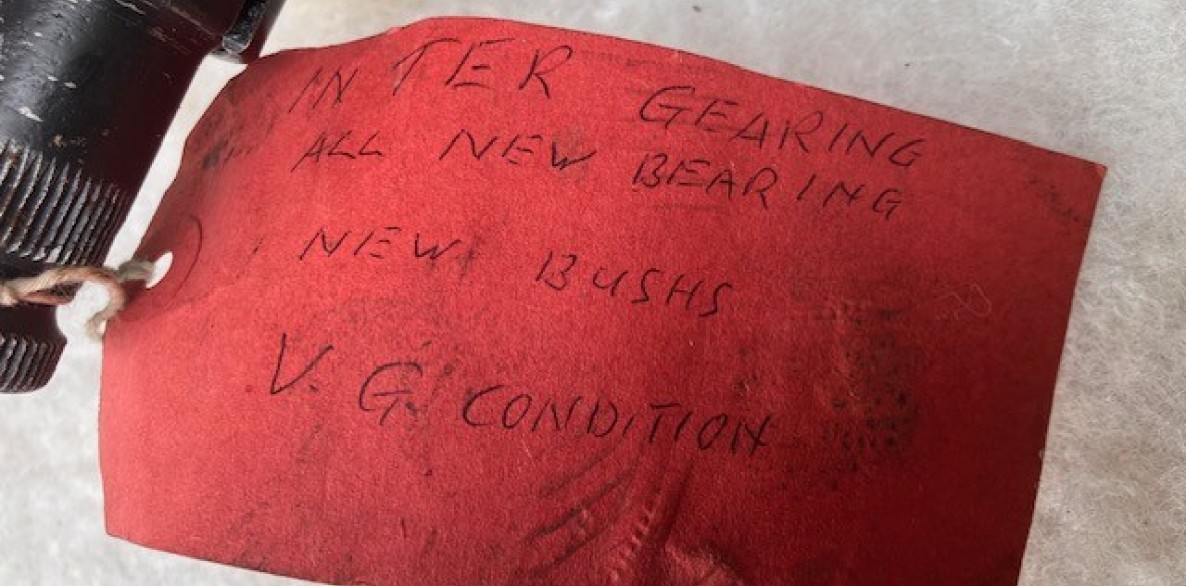 INTER GEARING
ALL NEW BEARING
NEW BUSHS
V. G. CONDITION